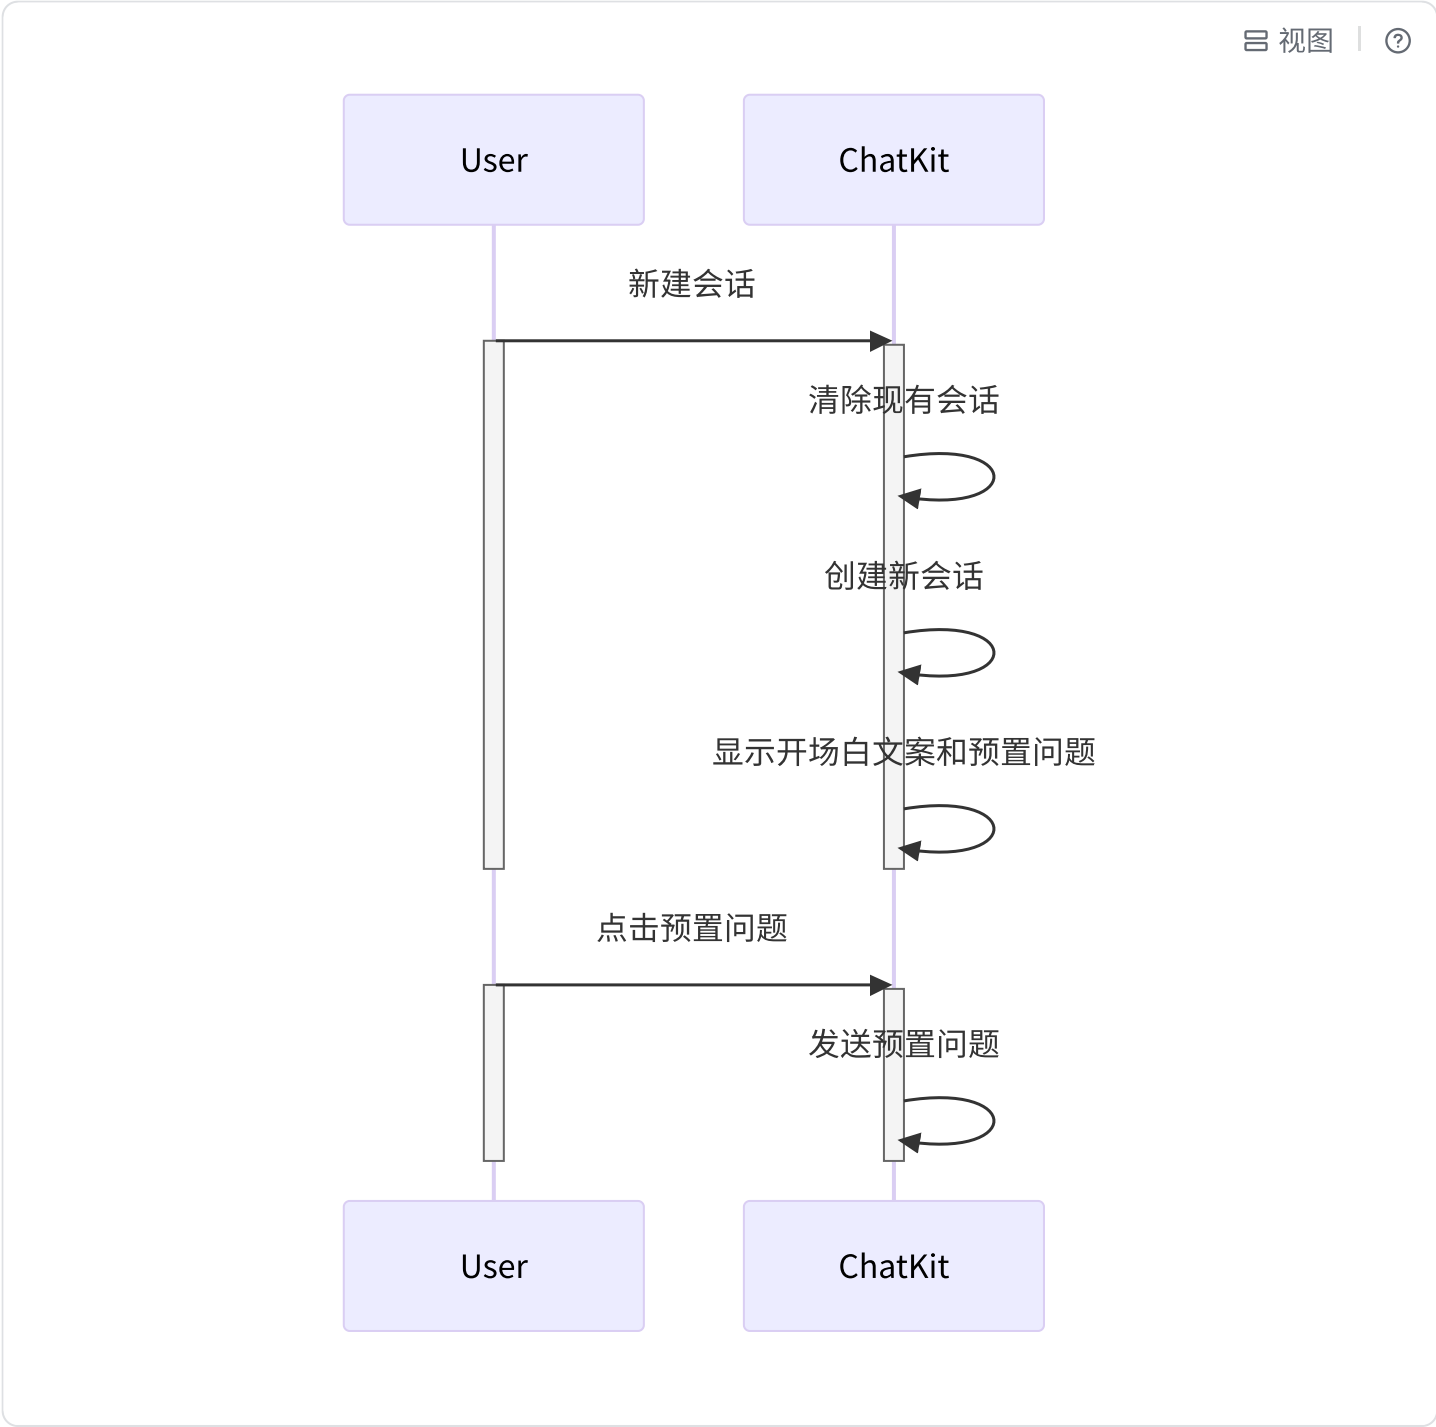 视图
User
ChatKit
新建会话
清除现有会话
创建新会话
显示开场白文案和预置问题
点击预置问题
发送预置问题
User
ChatKit